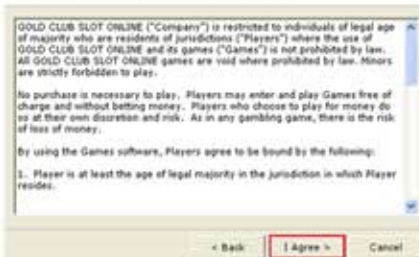 GOLD CLUB SLOT ONLINE ("Company") is restricted to individuals of legal age
of majority who are residents of jurisdictions ("Players") where the use of
GOLD CLUB SLOT ONLINE and its games ("Games") is not prohibited by law.
All GOLD CLUB SLOT ONLINE games are void where prohibited by law. Minors
are strictly forbidden to play.
No purchase is necessary to play. Players may enter and play Games free of
charge and without betting money. Players who choose to play for money do
so at their own discretion and risk. As in any gambling game, there is the risk
of loss of money.
By using the Games software, Players agree to be bound by the following:
1. Player is at least the age of legal majority in the jurisdiction in which Player
resides.
< Back I Agree > Cancel